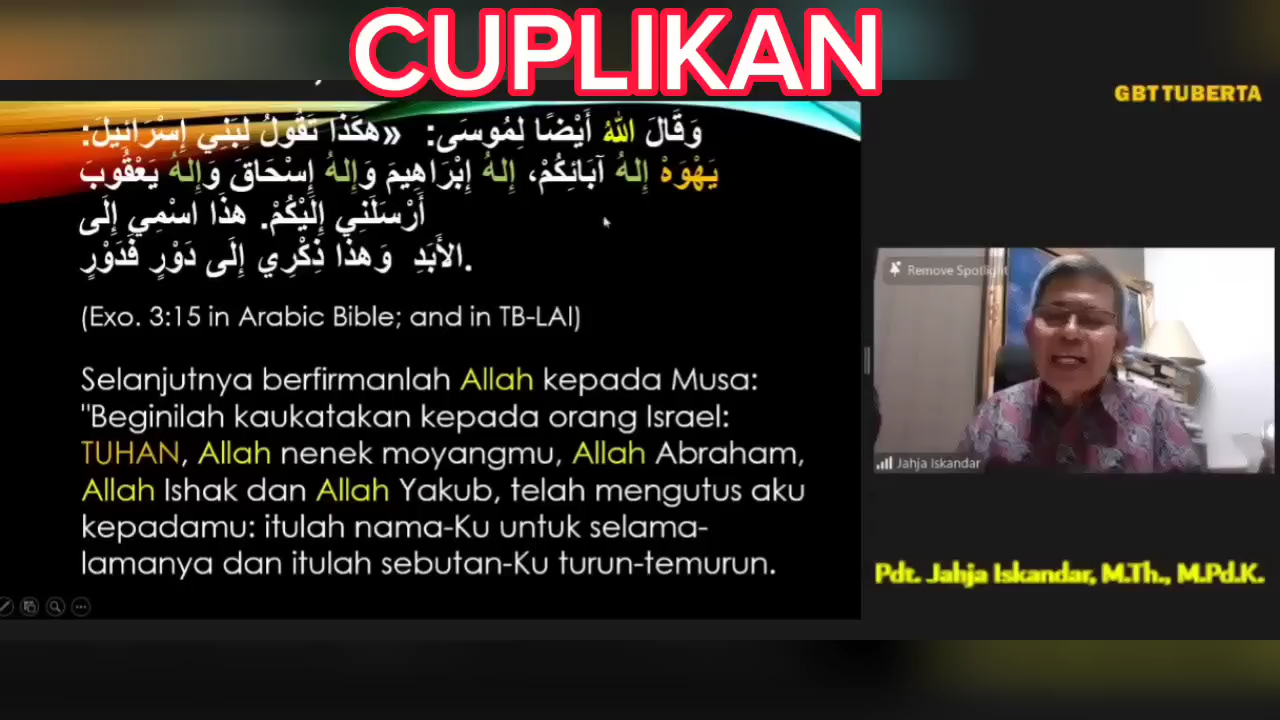 CUPLIKAN
GBT TUBERTA
وَقَالَ اللهُ أَيْضًا لِمُوسَى: «هكَذَا تَقُولُ لِبَنِي إِسْرَائِيلَ:
يَهْوَهْ إِلهُ آبَائِكُمْ، إِلهُ إِبْرَاهِيمَ وَإِلهُ إِسْحَاقَ وَإِلهُ يَعْقُوبَ
أَرْسَلَنِي إِلَيْكُمْ. هذَا اسْمِي إِلَى
الأَبَدِ وَهذَا ذِكْرِي إِلَى دَوْرٍ فَدَوْرٍ.
(Exo. 3:15 in Arabic Bible; and in TB-LAI)
Selanjutnya berfirmanlah Allah kepada Musa:
"Beginilah kaukatakan kepada orang Israel:
TUHAN, Allah nenek moyangmu, Allah Abraham,
Allah Ishak dan Allah Yakub, telah mengutus aku
kepadamu: itulah nama-Ku untuk selama-
lamanya dan itulah sebutan-Ku turun-temurun.
Remove Spotlight
Jahja Iskandar
Pdt. Jahja Iskandar, M.Th., M.Pd.K.